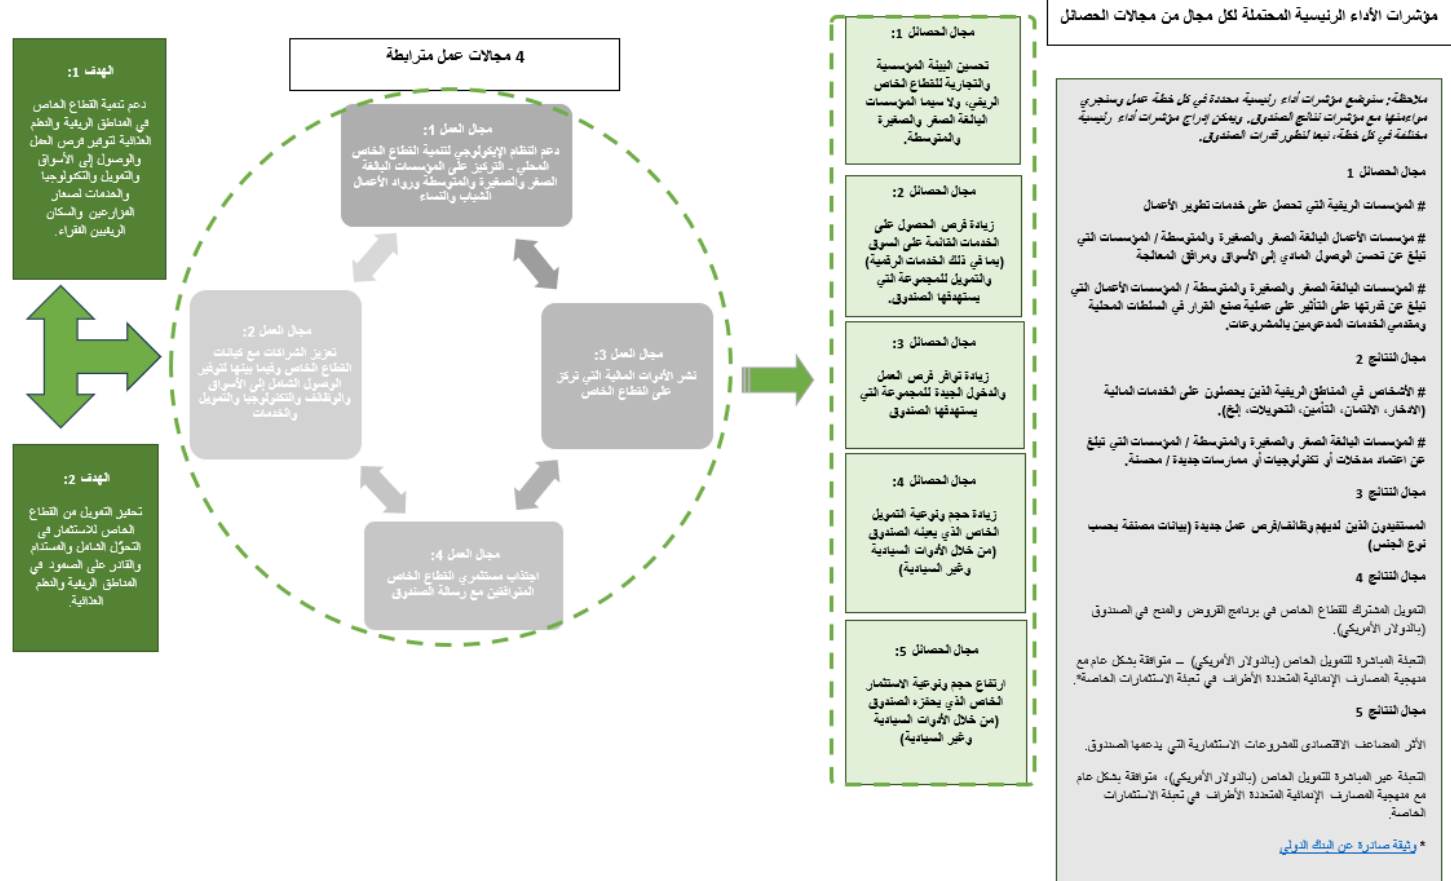 مؤشرات الأداء الرئيسية المحتملة لكل مجال من مجالات الحصائل
4 مجالات عمل مترابطة
الهدف 1:
دعم تنمية القطاع الخاص
في المناطق الريفية والنظم
الغذائية لتوفير فرص العمل
والوصول إلى الأسواق
والتمويل والتكنولوجيا
والخدمات لصغار
المزارعين والسكان
الريفيين الفقراء.
الهدف 2:
تحفيز التمويل من القطاع
الخاص للاستثمار في
التحوّل الشامل والمستدام
والقادر على الصمود في
المناطق الريفية والنظم
الغذائية.
مجال العمل 1:
دعم النظام الإيكولوجي لتنمية القطاع الخاص
المحلي - التركيز على المؤسسات البالغة
الصغر والصغيرة والمتوسطة ورواد الأعمال
الشباب والنساء
مجال العمل 2:
تعزيز الشراكات مع كيانات
القطاع الخاص وفيما بينها لتوفير
الوصول الشامل إلى الأسواق
والوظائف والتكنولوجيا والتمويل
والخدمات
مجال العمل 3:
نشر الأدوات المالية التي تركز
على القطاع الخاص
مجال العمل 4:
اجتذاب مستثمري القطاع الخاص
المتوافقين مع رسالة الصندوق
مجال الحصائل 1:
تحسين البيئة المؤسسية
والتجارية للقطاع الخاص
الريفي، ولا سيما المؤسسات
البالغة الصغر والصغيرة
والمتوسطة.
مجال الحصائل 2:
زيادة فرص الحصول على
الخدمات القائمة على السوق
(بما في ذلك الخدمات الرقمية)
والتمويل للمجموعة التي
يستهدفها الصندوق.
مجال الحصائل 3:
زيادة توافر فرص العمل
والدخول الجيدة للمجموعة التي
يستهدفها الصندوق
مجال الحصائل 4:
زيادة حجم ونوعية التمويل
الخاص الذي يعبئه الصندوق
(من خلال الأدوات السيادية
وغير السيادية)
مجال الحصائل 5:
ارتفاع حجم ونوعية الاستثمار
الخاص الذي يحفزه الصندوق
(من خلال الأدوات السيادية
وغير السيادية)
ملاحظة: ستوضع مؤشرات أداء رئيسية محددة في كل خطة عمل وستجري
مواءمتها مع مؤشرات نتائج الصندوق. ويمكن إدراج مؤشرات أداء رئيسية
مختلفة في كل خطة، تبعا لتطور قدرات الصندوق.
مجال الحصائل 1
# المؤسسات الريفية التي تحصل على خدمات تطوير الأعمال
# مؤسسات الأعمال البالغة الصغر والصغيرة والمتوسطة / المؤسسات التي
تبلغ عن تحسن الوصول المادي إلى الأسواق ومرافق المعالجة
# المؤسسات البالغة الصغر والصغيرة والمتوسطة / المؤسسات الأعمال التي
تبلغ عن قدرتها على التأثير على عملية صنع القرار في السلطات المحلية
ومقدمي الخدمات المدعومين بالمشروعات.
مجال النتائج 2
# الأشخاص في المناطق الريفية الذين يحصلون على الخدمات المالية
(الادخار، الائتمان، التأمين، التحويلات، إلخ).
# المؤسسات البالغة الصغر والصغيرة والمتوسطة / المؤسسات التي تبلغ
عن اعتماد مدخلات أو تكنولوجيات أو ممارسات جديدة / محسنة.
مجال النتائج 3
المستفيدون الذين لديهم وظائف/فرص عمل جديدة (بيانات مصنفة بحسب
نوع الجنس)
مجال النتائج 4
التمويل المشترك للقطاع الخاص في برنامج القروض والمنح في الصندوق
(بالدولار الأمريكي).
التعبئة المباشرة للتمويل الخاص (بالدولار الأمريكي) – متوافقة بشكل عام مع
منهجية المصارف الإنمائية المتعددة الأطراف في تعبئة الاستثمارات الخاصة*.
مجال النتائج 5
الأثر المضاعف الاقتصادي للمشروعات الاستثمارية التي يدعمها الصندوق.
التعبئة غير المباشرة للتمويل الخاص (بالدولار الأمريكي)، متوافقة بشكل عام
مع منهجية المصارف الإنمائية المتعددة الأطراف في تعبئة الاستثمارات
الخاصة.
* وثيقة صادرة عن البنك الدولي